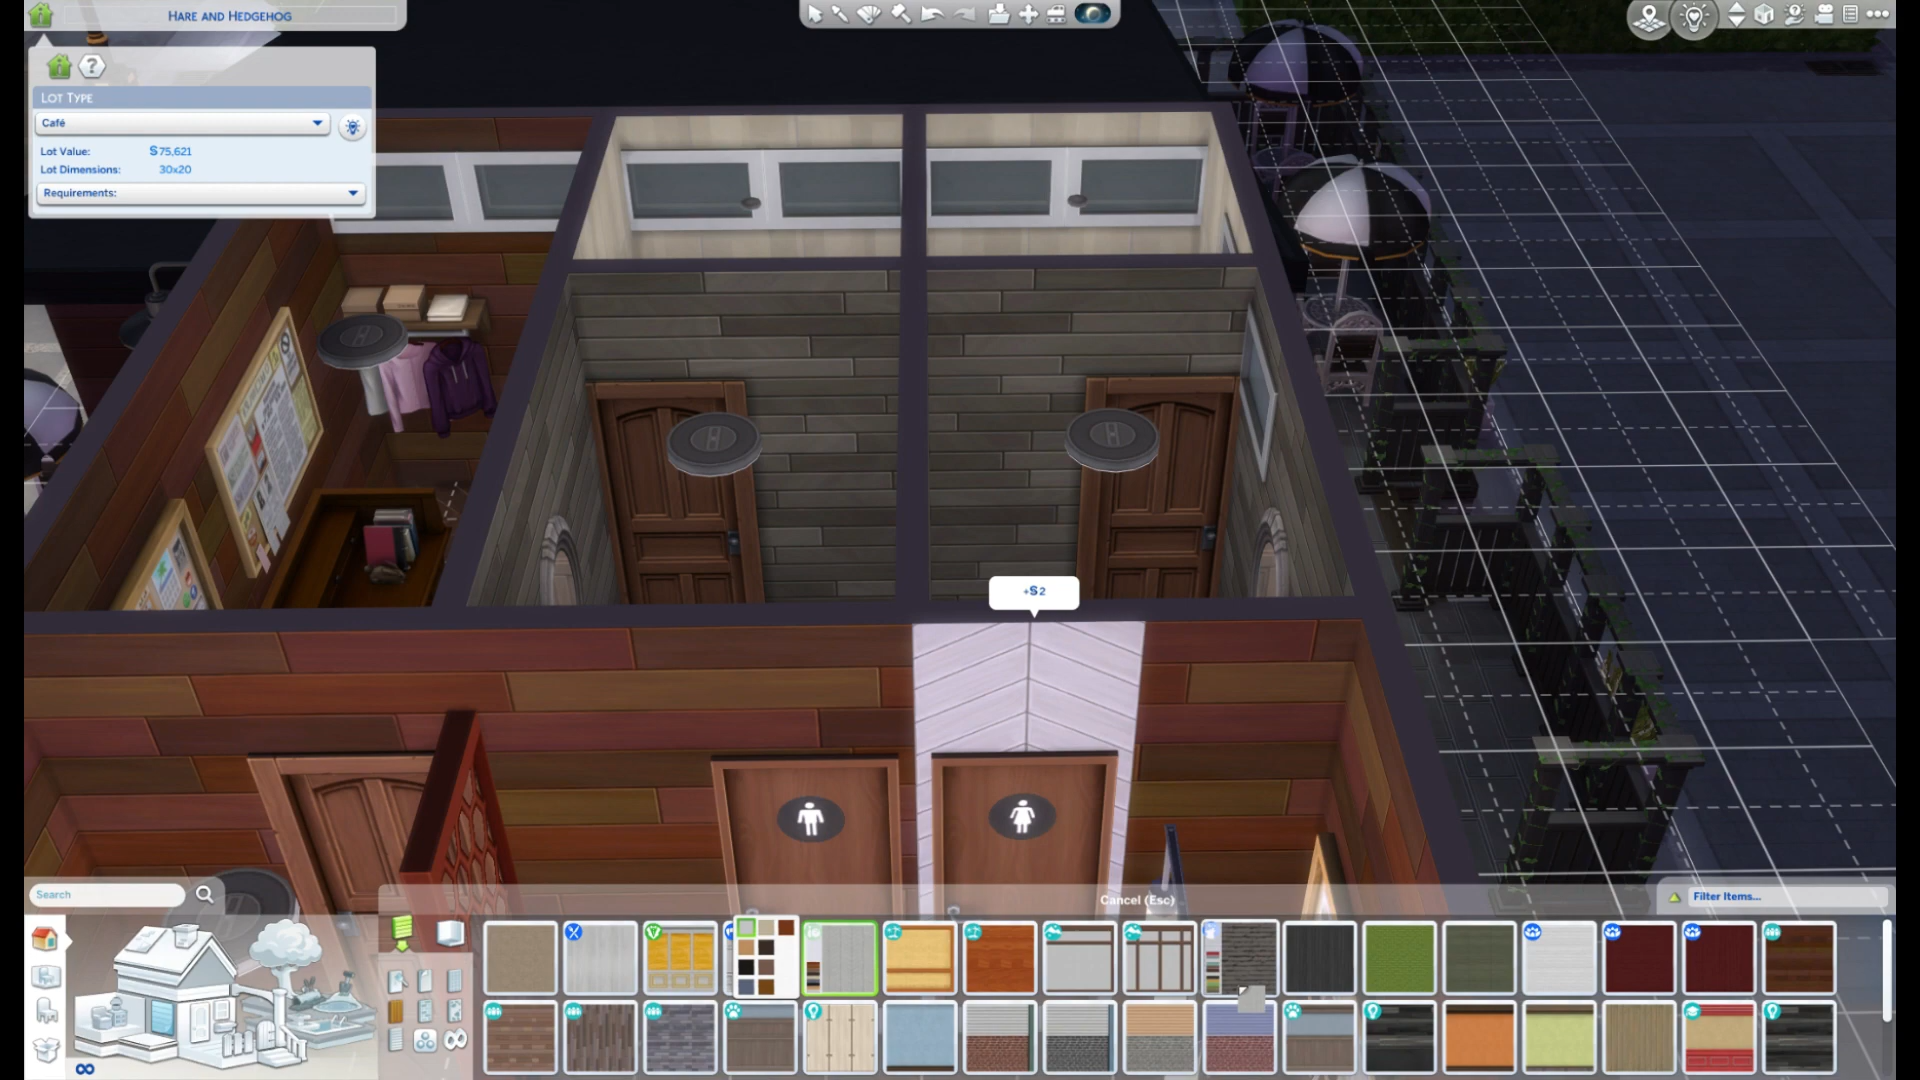 Hare and Hedgehog
Lot Type
Café
Lot Value: §75,621
Lot Dimensions: 30x20
Requirements:
+§2
Cancel (Esc)
Search
Filter Items...